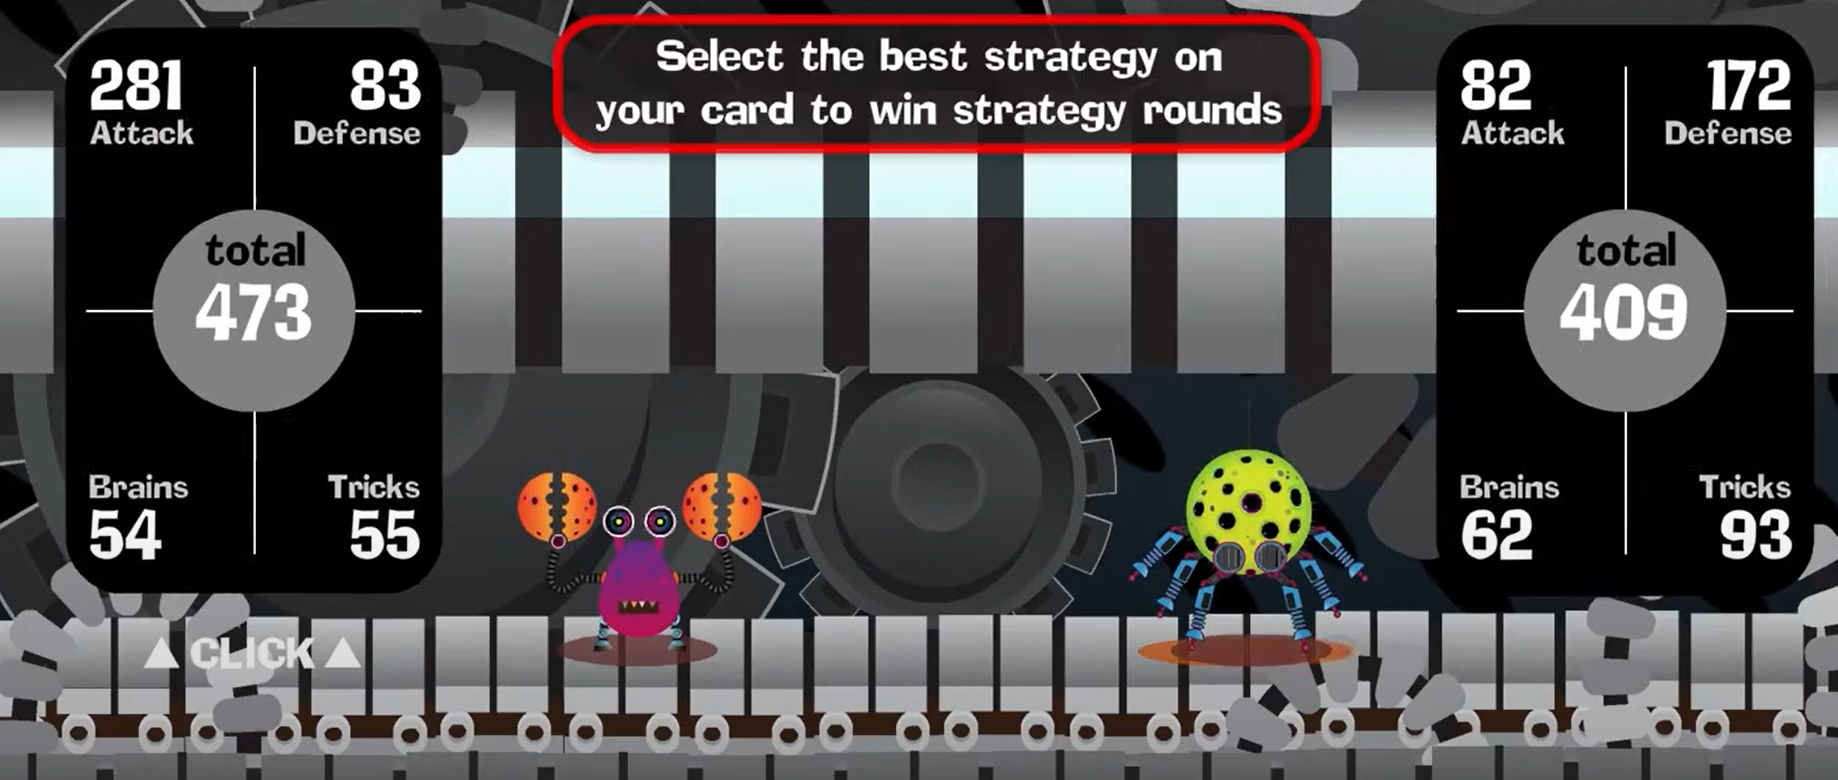 Select the best strategy on
your card to win strategy rounds
281 83
Attack Defense
total
473
Brains Tricks
54 55
▲ CLICK ▲
82 172
Attack Defense
total
409
Brains Tricks
62 93